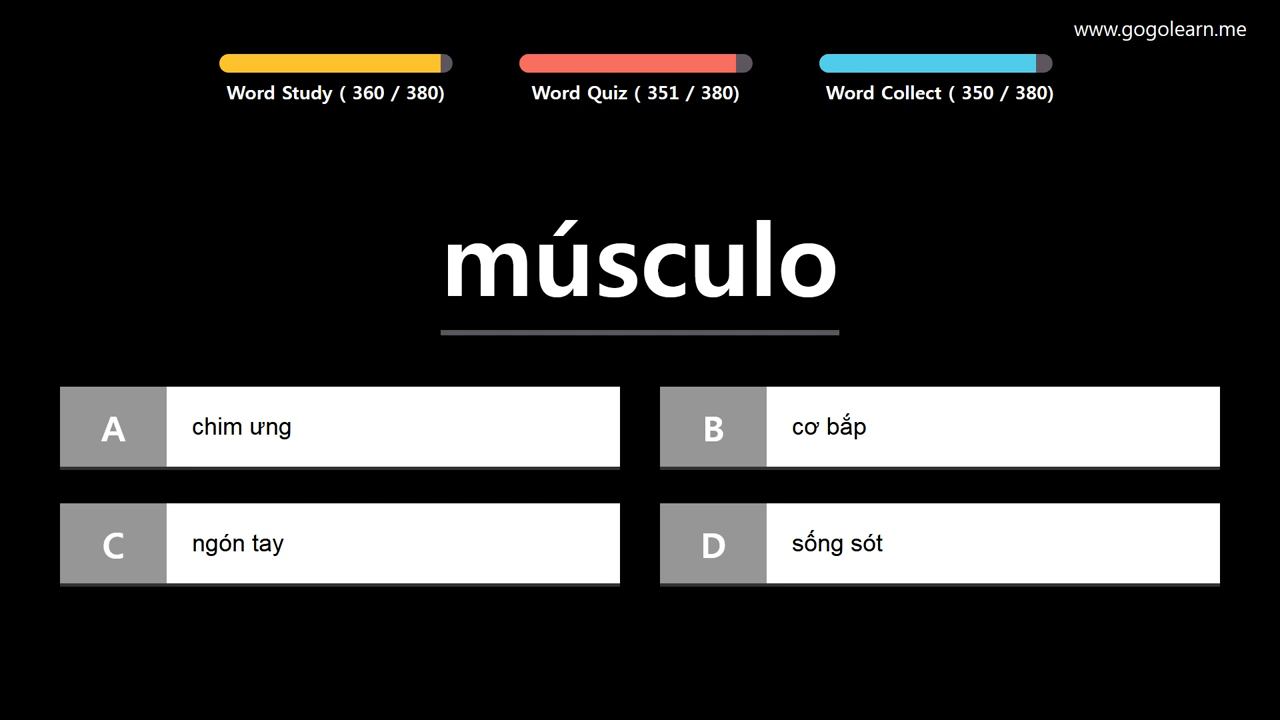 www.gogolearn.me
Word Study ( 360 / 380)
Word Quiz ( 351 / 380)
Word Collect ( 350 / 380)
músculo
A
chim ưng
B
cơ bắp
C
ngón tay
D
sống sót